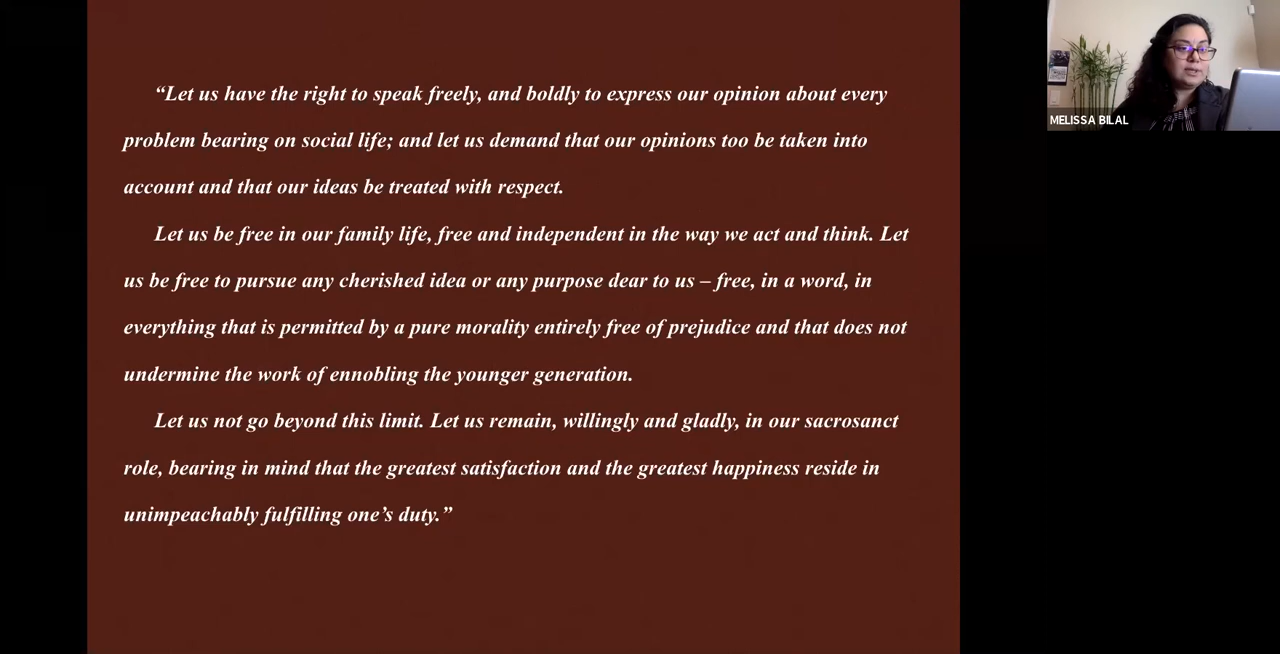 “Let us have the right to speak freely, and boldly to express our opinion about every
problem bearing on social life; and let us demand that our opinions too be taken into
account and that our ideas be treated with respect.
Let us be free in our family life, free and independent in the way we act and think. Let
us be free to pursue any cherished idea or any purpose dear to us – free, in a word, in
everything that is permitted by a pure morality entirely free of prejudice and that does not
undermine the work of ennobling the younger generation.
Let us not go beyond this limit. Let us remain, willingly and gladly, in our sacrosanct
role, bearing in mind that the greatest satisfaction and the greatest happiness reside in
unimpeachably fulfilling one’s duty.”
MELISSA BILAL